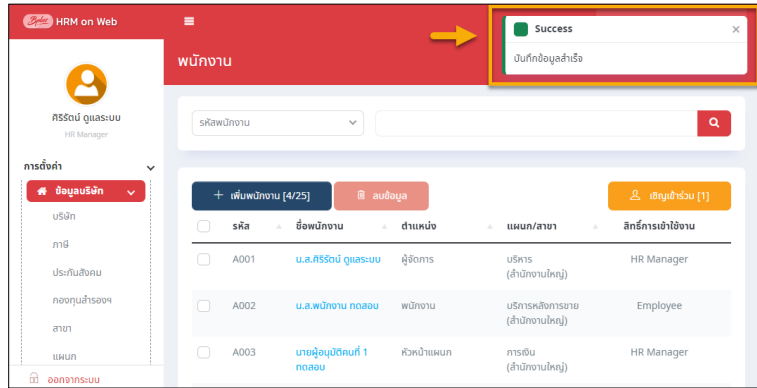 Bplus HRM on Web
Success
บันทึกข้อมูลสำเร็จ
พนักงาน
ศิริรัตน์ ดูแลระบบ
HR Manager
รหัสพนักงาน
การตั้งค่า
ข้อมูลบริษัท
บริษัท
ภาษี
ประกันสังคม
กองทุนสำรองฯ
สาขา
แผนก
ออกจากระบบ
เพิ่มพนักงาน [4/25]
ลบข้อมูล
เชิญเข้าร่วม [1]
รหัส ชื่อพนักงาน ตำแหน่ง แผนก/สาขา สิทธิ์การเข้าใช้งาน
A001 น.ส.ศิริรัตน์ ดูแลระบบ ผู้จัดการ บริหาร HR Manager
(สำนักงานใหญ่)
A002 น.ส.พนักงาน ทดสอบ พนักงาน บริการหลังการขาย Employee
(สำนักงานใหญ่)
A003 นายผู้อนุมัติคนที่ 1 หัวหน้าแผนก การเงิน HR Manager
ทดสอบ (สำนักงานใหญ่)